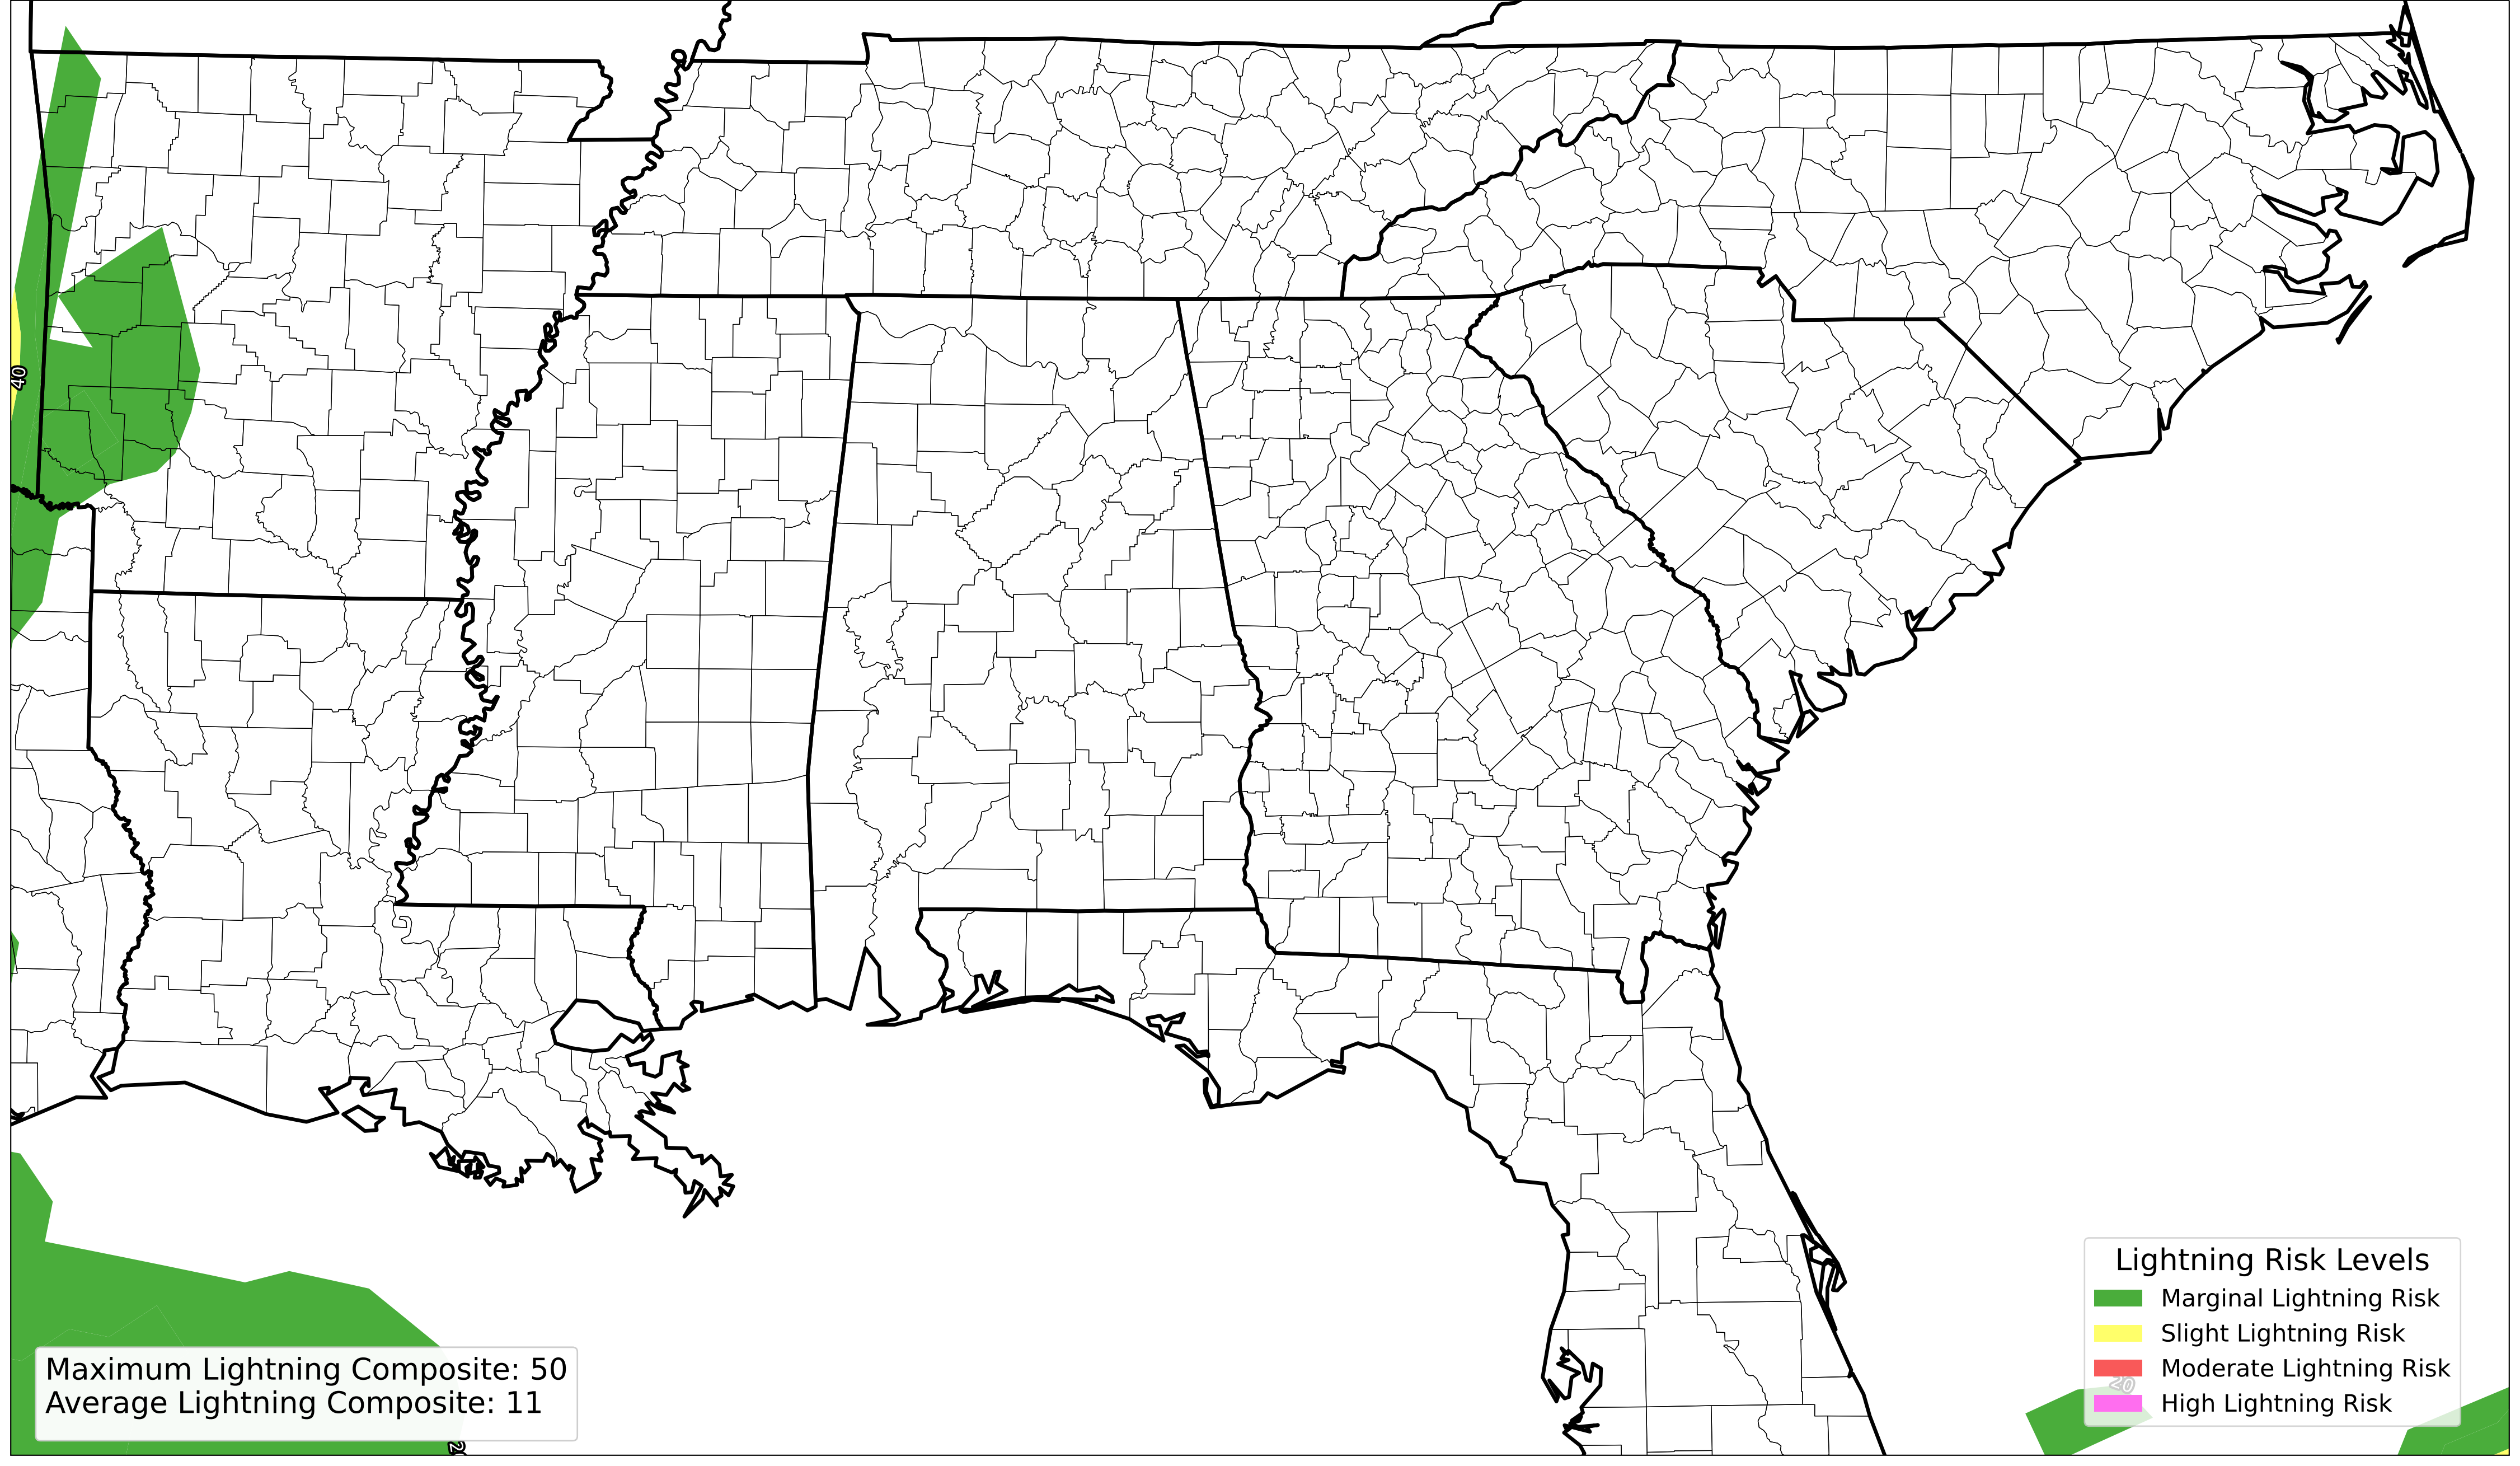 40
Lightning Risk Levels
Marginal Lightning Risk
Slight Lightning Risk
Moderate Lightning Risk
20
High Lightning Risk
Maximum Lightning Composite: 50
Average Lightning Composite: 11